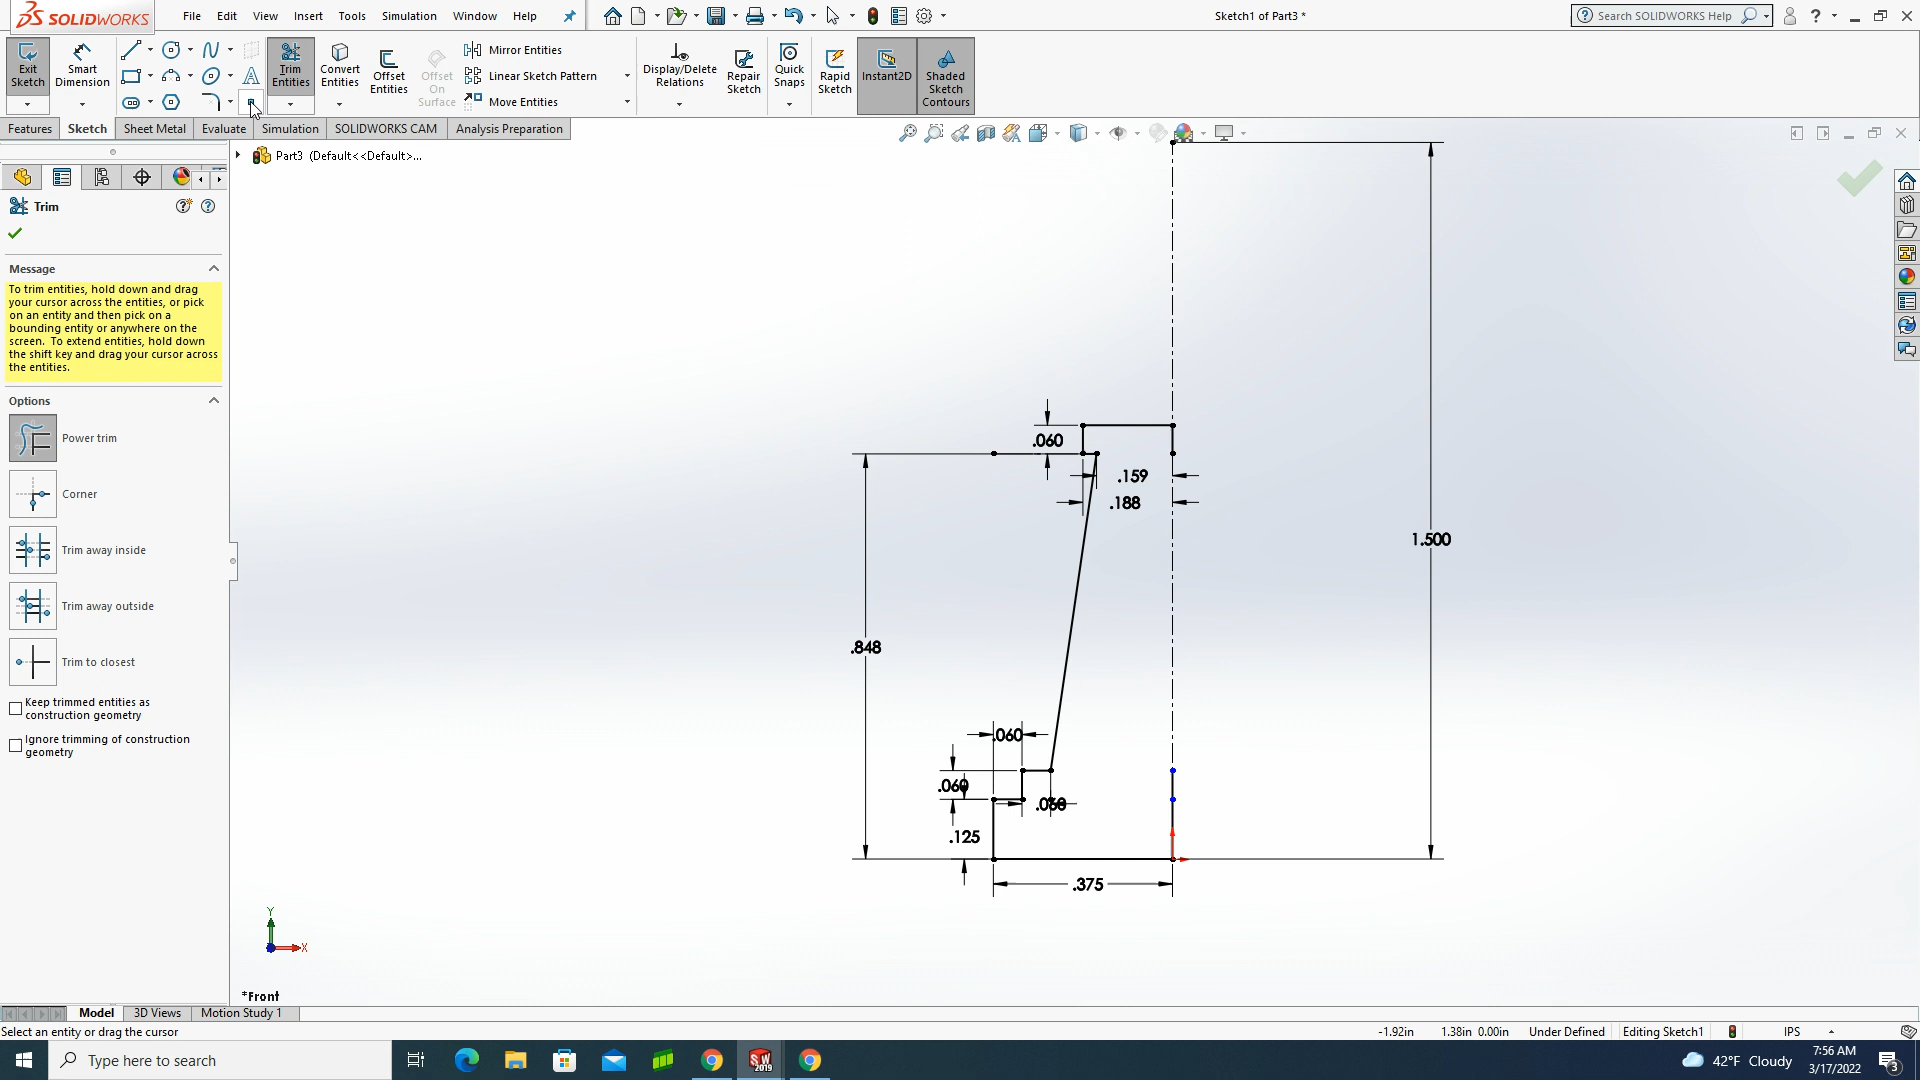 SOLIDWORKS
File Edit View Insert Tools Simulation Window Help
Sketch1 of Part3 *
Search SOLIDWORKS Help
Exit Sketch
Smart Dimension
Trim Entities
Convert Entities
Offset Entities
Offset On Surface
Mirror Entities
Linear Sketch Pattern
Move Entities
Display/Delete Relations
Repair Sketch
Quick Snaps
Rapid Sketch
Instant2D
Shaded Sketch Contours
Features Sketch Sheet Metal Evaluate Simulation SOLIDWORKS CAM Analysis Preparation
Part3 (Default<<Default>...
Trim
Message
To trim entities, hold down and drag
your cursor across the entities, or pick
on an entity and then pick on a
bounding entity or anywhere on the
screen. To extend entities, hold down
the shift key and drag your cursor across
the entities.
Options
Power trim
Corner
Trim away inside
Trim away outside
Trim to closest
Keep trimmed entities as
construction geometry
Ignore trimming of construction
geometry
.060
.159
.188
1.500
.848
.060
.060
.125
.375
Y
X
*Front
Model 3D Views Motion Study 1
Select an entity or drag the cursor
-1.92in 1.38in 0.00in Under Defined Editing Sketch1 IPS
Type here to search
SW 2019
42°F Cloudy
7:56 AM
3/17/2022
3